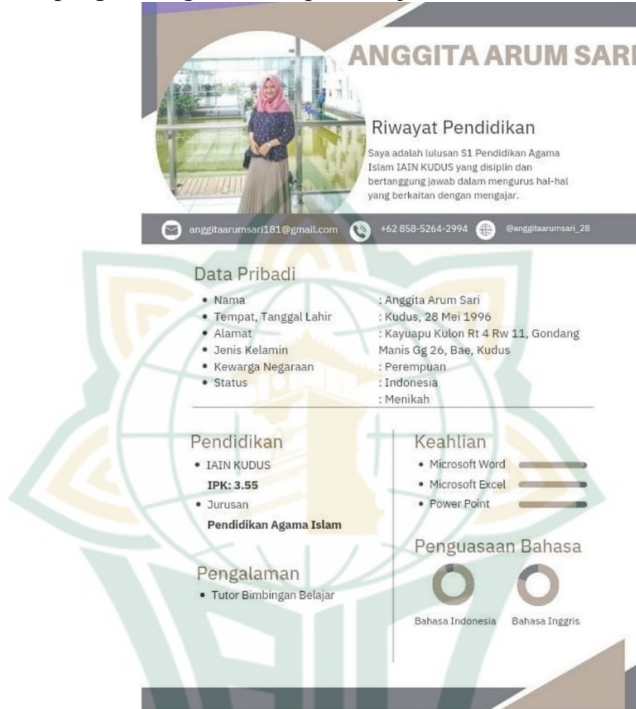 ANGGITA ARUM SARI
Riwayat Pendidikan
Saya adalah lulusan S1 Pendidikan Agama
Islam IAIN KUDUS yang disiplin dan
bertanggung jawab dalam mengurus hal-hal
yang berkaitan dengan mengajar.
anggitaarumsari181@gmail.com +62 858-5264-2994 @anggitaarumsari_28
Data Pribadi
• Nama : Anggita Arum Sari
• Tempat, Tanggal Lahir : Kudus, 28 Mei 1996
• Alamat : Kayuapu Kulon Rt 4 Rw 11, Gondang
• Jenis Kelamin Manis Gg 26, Bae, Kudus
• Kewarga Negaraan : Perempuan
• Status : Indonesia
: Menikah
Pendidikan
• IAIN KUDUS
IPK: 3.55
• Jurusan
Pendidikan Agama Islam
Pengalaman
• Tutor Bimbingan Belajar
Keahlian
• Microsoft Word
• Microsoft Excel
• Power Point
Penguasaan Bahasa
Bahasa Indonesia Bahasa Inggris